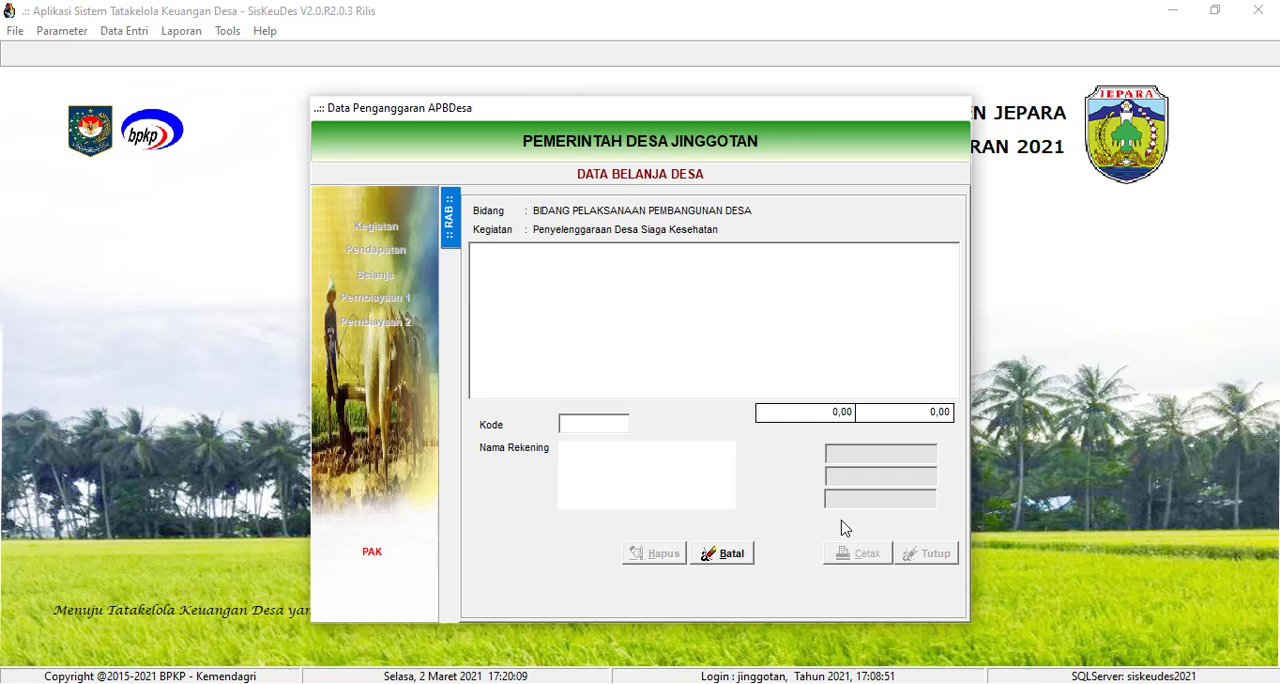 .:: Aplikasi Sistem Tatakelola Keuangan Desa - SisKeuDes V2.0.R2.0.3 Rilis
File Parameter Data Entri Laporan Tools Help
bpkp
N JEPARA
RAN 2021
JEPARA
..:: Data Penganggaran APBDesa
PEMERINTAH DESA JINGGOTAN
DATA BELANJA DESA
Kegiatan
Pendapatan
Belanja
Pembiayaan 1
Pembiayaan 2
PAK
:: RAB ::
Bidang : BIDANG PELAKSANAAN PEMBANGUNAN DESA
Kegiatan : Penyelenggaraan Desa Siaga Kesehatan
0,00 0,00
Kode
Nama Rekening
Hapus Batal Cetak Tutup
Menuju Tatakelola Keuangan Desa yan
Copyright @2015-2021 BPKP - Kemendagri Selasa, 2 Maret 2021 17:20:09 Login : jinggotan, Tahun 2021, 17:08:51 SQLServer: siskeudes2021